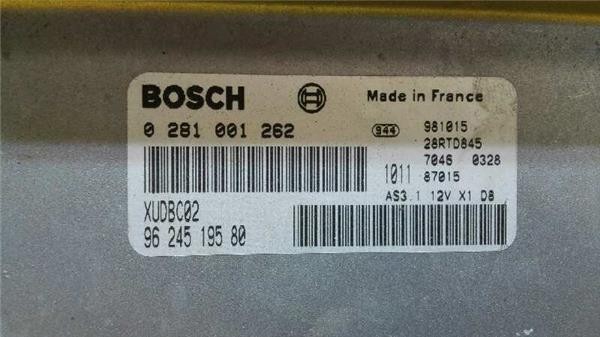 BOSCH
Made in France
0 281 001 262
944
981015
28RTD845
7046 0328
1011 87015
AS3.1 12V X1 D8
XUDBC02
96 245 195 80